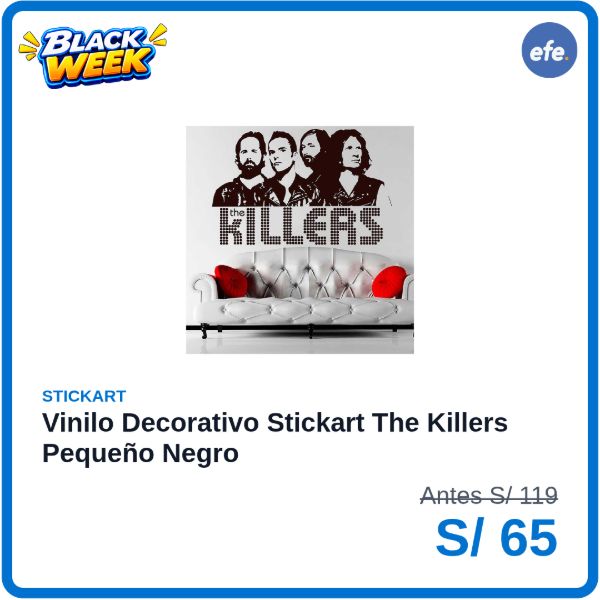 BLACK
WEEK
efe.
the
KILLERS
STICKART
Vinilo Decorativo Stickart The Killers
Pequeño Negro
Antes S/ 119
S/ 65